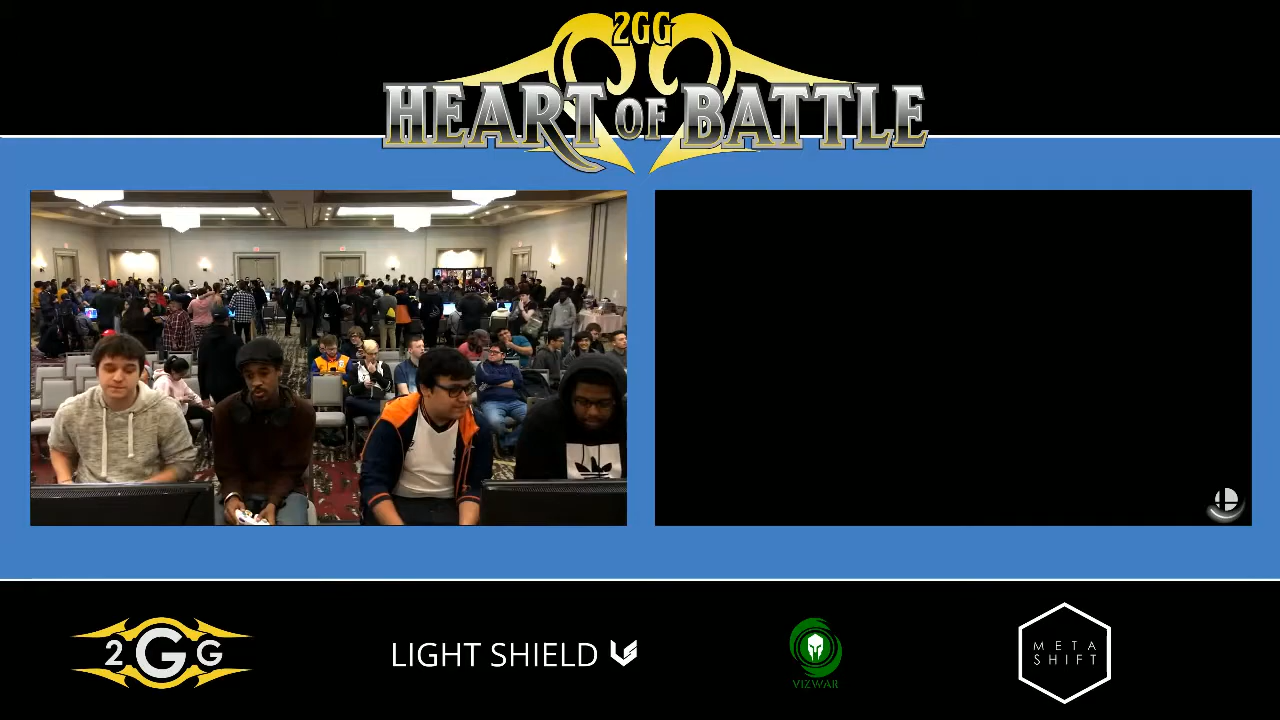 2GG
HEART OF BATTLE
2GG
LIGHT SHIELD
VIZWAR
META
SHIFT